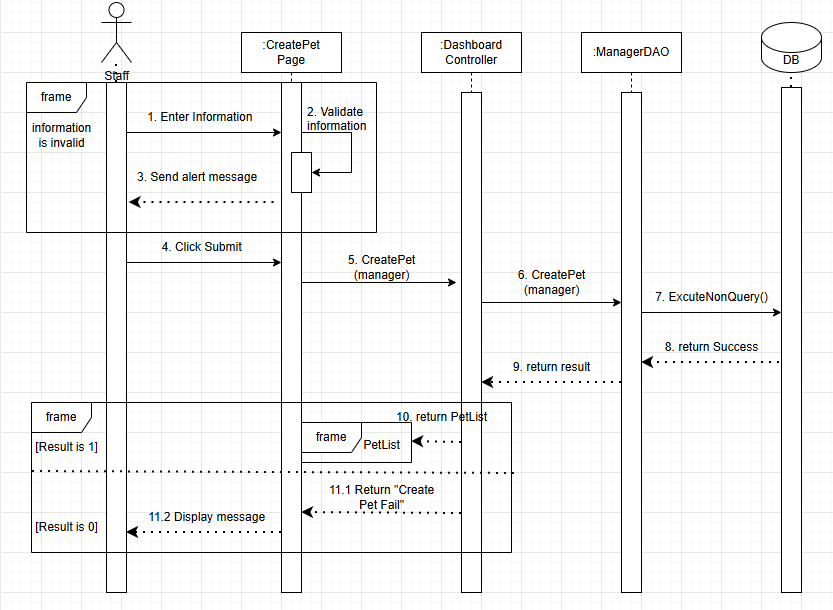 Staff
:CreatePet
Page
:Dashboard
Controller
:ManagerDAO
DB
frame
information
is invalid
1. Enter Information
2. Validate
information
3. Send alert message
4. Click Submit
5. CreatePet
(manager)
6. CreatePet
(manager)
7. ExcuteNonQuery()
8. return Success
9. return result
frame
[Result is 1]
10. return PetList
frame
PetList
11.1 Return "Create
Pet Fail"
11.2 Display message
[Result is 0]